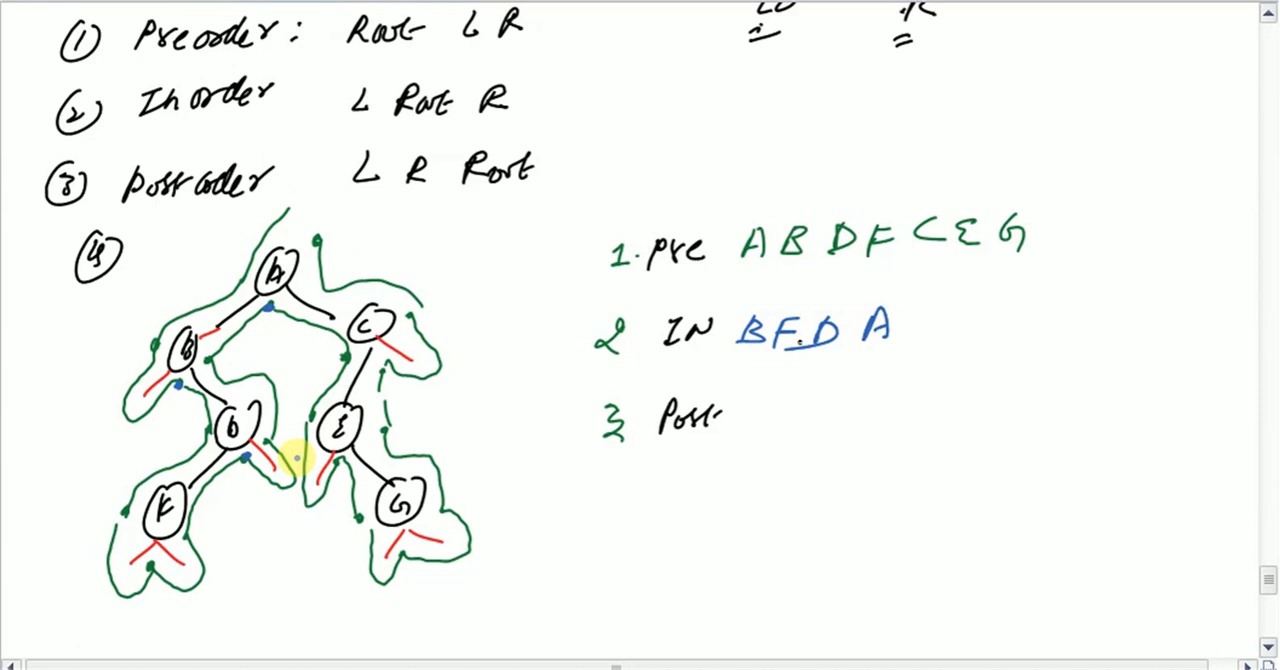 ① Preorder: Root L R
② Inorder L Root R
③ Postorder L R Root
④
A
B
C
D
E
F
G
1. Pre A B D F C E G
2 IN B F D A
3 Post